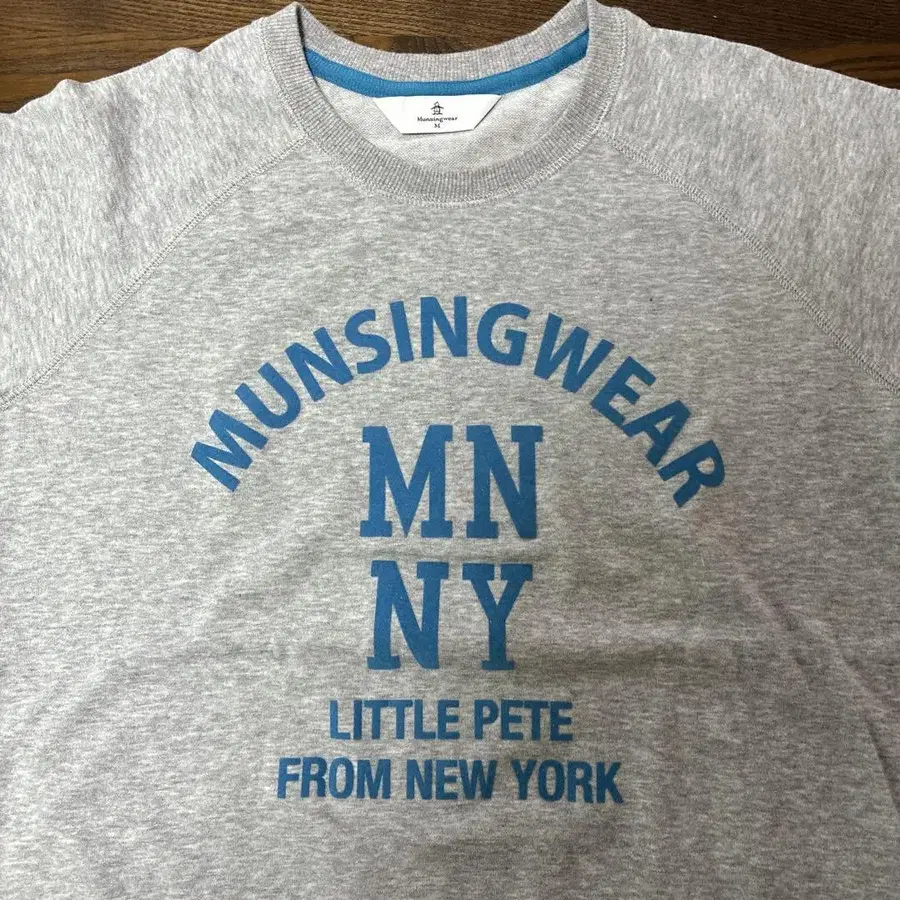 Munsingwear
M
MUNSINGWEAR
MN
NY
LITTLE PETE
FROM NEW YORK